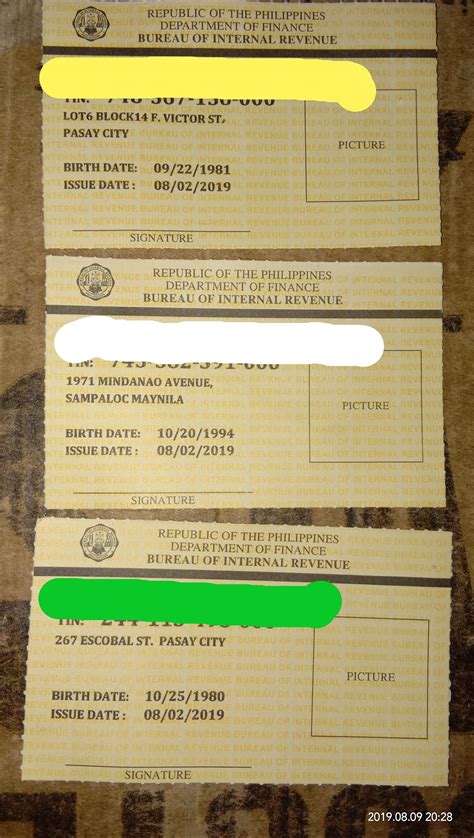 REPUBLIC OF THE PHILIPPINES
DEPARTMENT OF FINANCE
BUREAU OF INTERNAL REVENUE
TIN:
LOT6 BLOCK14 F. VICTOR ST,
PASAY CITY
PICTURE
BIRTH DATE: 09/22/1981
ISSUE DATE : 08/02/2019
SIGNATURE
REPUBLIC OF THE PHILIPPINES
DEPARTMENT OF FINANCE
BUREAU OF INTERNAL REVENUE
TIN:
1971 MINDANAO AVENUE,
SAMPALOC MAYNILA
PICTURE
BIRTH DATE: 10/20/1994
ISSUE DATE : 08/02/2019
SIGNATURE
REPUBLIC OF THE PHILIPPINES
DEPARTMENT OF FINANCE
BUREAU OF INTERNAL REVENUE
TIN:
267 ESCOBAL ST. PASAY CITY
PICTURE
BIRTH DATE: 10/25/1980
ISSUE DATE : 08/02/2019
SIGNATURE
2019.08.09 20:28